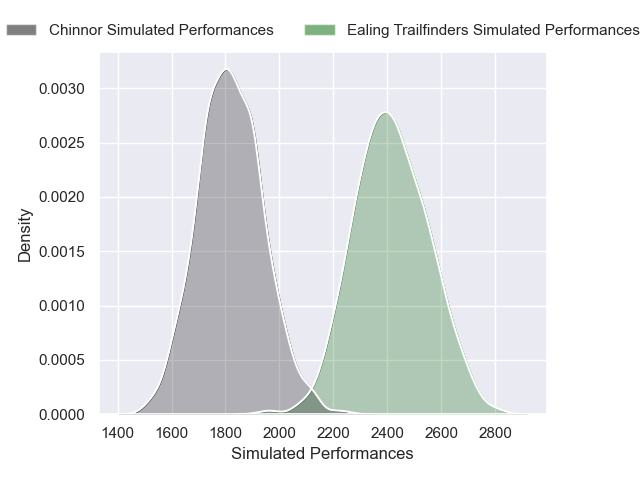 Chinnor Simulated Performances
Ealing Trailfinders Simulated Performances
0.0030
0.0025
0.0020
0.0015
0.0010
0.0005
0.0000
Density
1400 1600 1800 2000 2200 2400 2600 2800
Simulated Performances